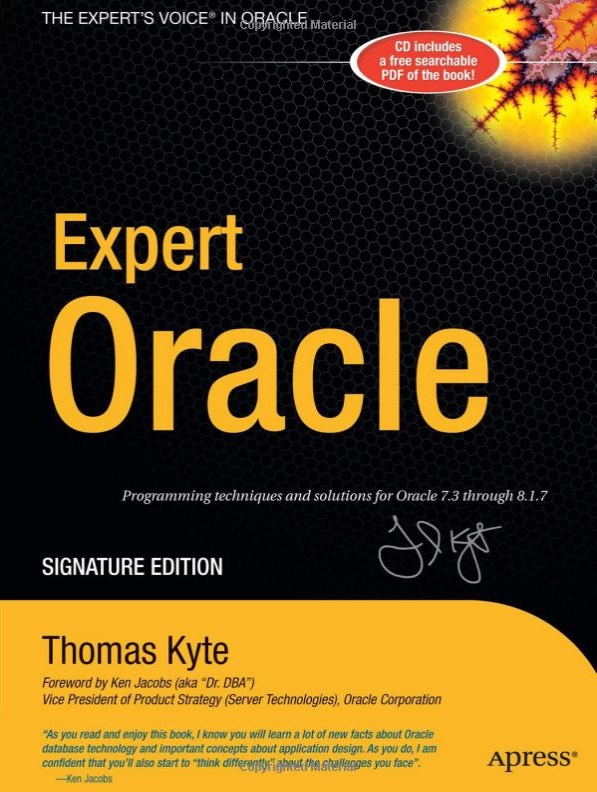 THE EXPERT'S VOICE® IN ORACLE
Copyrighted Material
CD includes
a free searchable
PDF of the book!
Expert
Oracle
Programming techniques and solutions for Oracle 7.3 through 8.1.7
SIGNATURE EDITION
Thomas Kyte
Foreword by Ken Jacobs (aka “Dr. DBA”)
Vice President of Product Strategy (Server Technologies), Oracle Corporation
“As you read and enjoy this book, I know you will learn a lot of new facts about Oracle
database technology and important concepts about application design. As you do, I am
confident that you’ll also start to “think differently” about the challenges you face”.
—Ken Jacobs
Apress®
Copyrighted Material